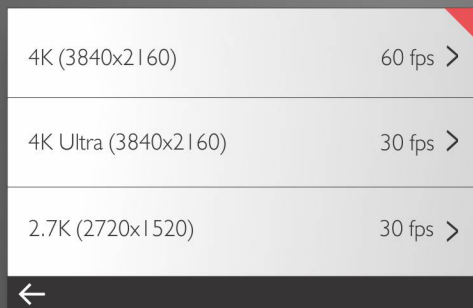 4K (3840x2160) 60 fps
4K Ultra (3840x2160) 30 fps
2.7K (2720x1520) 30 fps